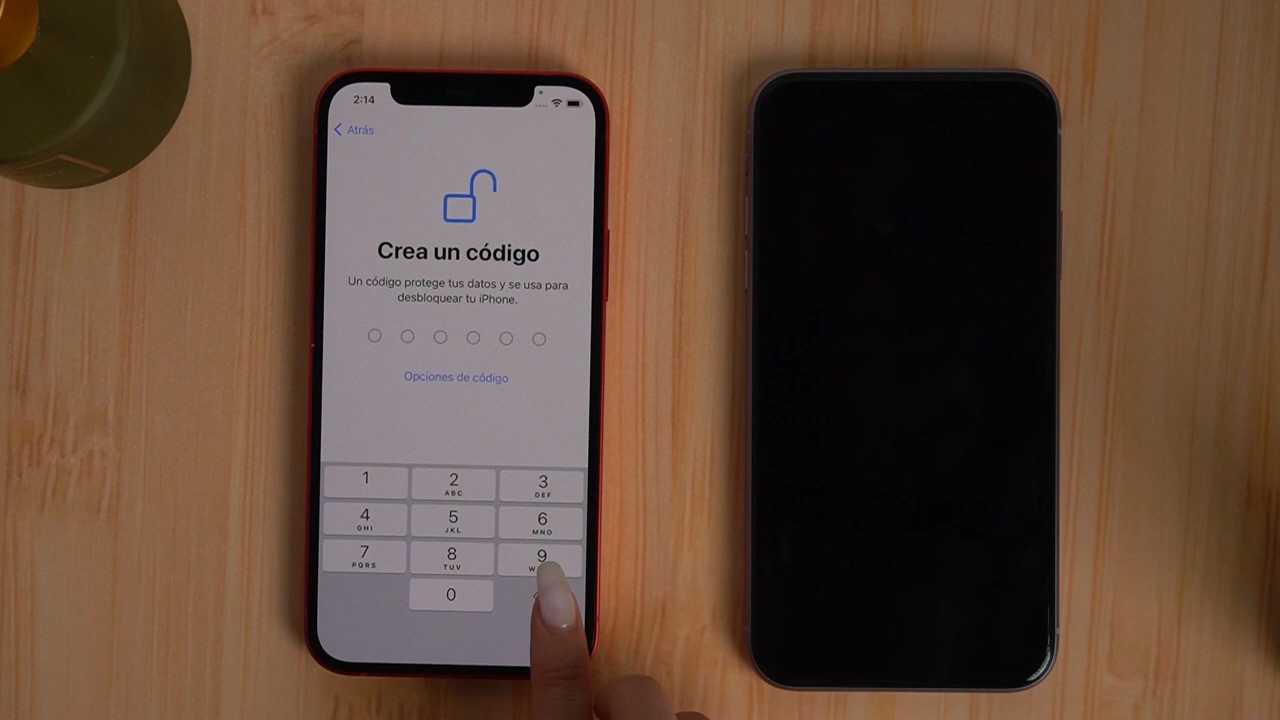 2:14
Atrás
Crea un código
Un código protege tus datos y se usa para
desbloquear tu iPhone.
Opciones de código
1
2
ABC
3
DEF
4
GHI
5
JKL
6
MNO
7
PQRS
8
TUV
9
0